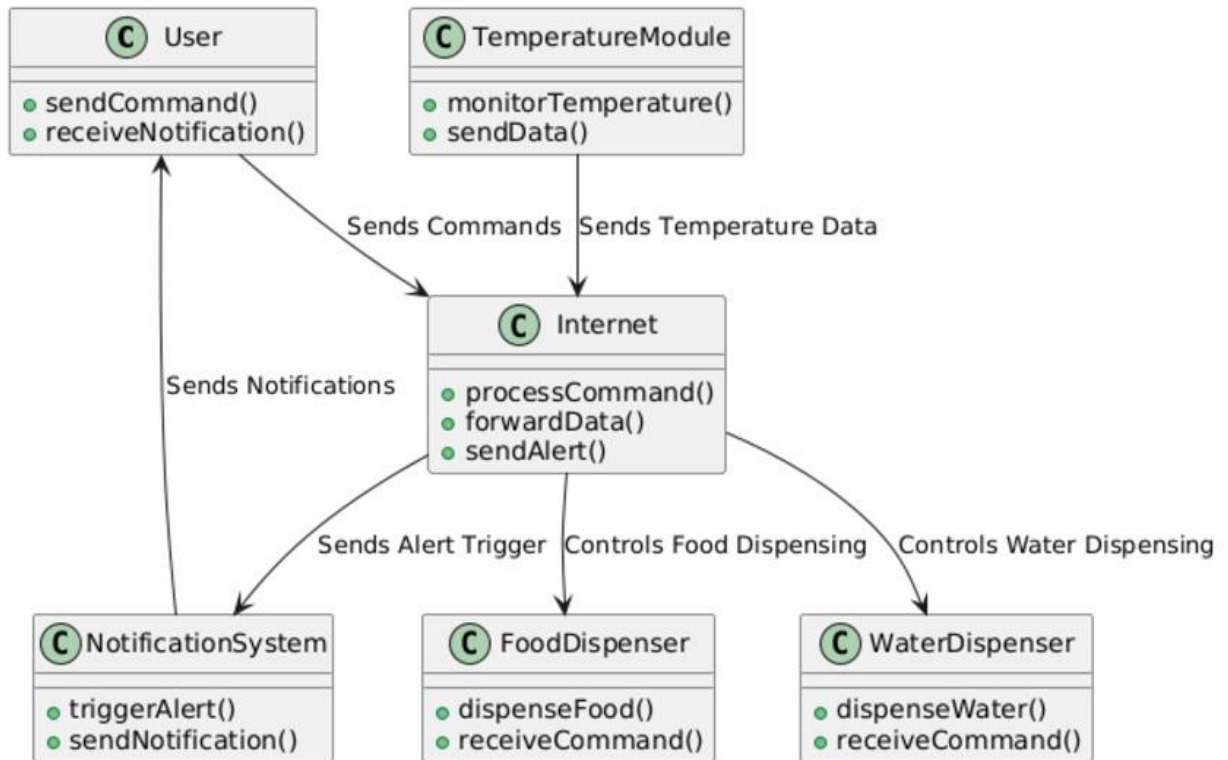 C User
sendCommand()
receiveNotification()
C TemperatureModule
monitorTemperature()
sendData()
Sends Commands
Sends Temperature Data
C Internet
processCommand()
forwardData()
sendAlert()
Sends Notifications
Sends Alert Trigger
Controls Food Dispensing
Controls Water Dispensing
C NotificationSystem
triggerAlert()
sendNotification()
C FoodDispenser
dispenseFood()
receiveCommand()
C WaterDispenser
dispenseWater()
receiveCommand()